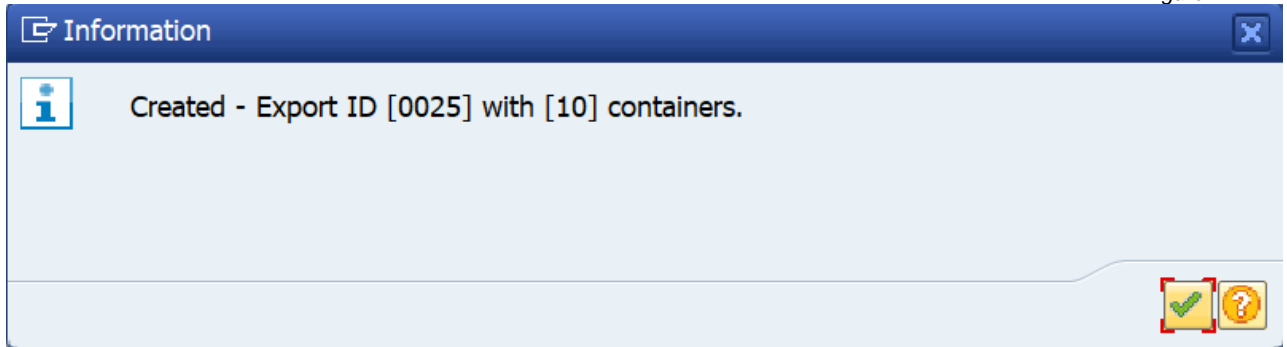 Information
Created - Export ID [0025] with [10] containers.